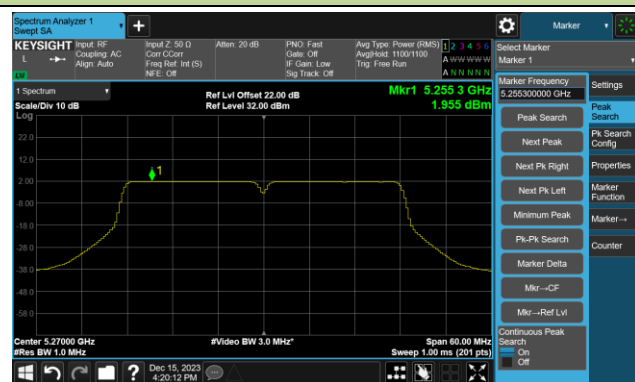 Spectrum Analyzer 1
Swept SA
Marker
KEYSIGHT
L
Input: RF
Coupling: AC
Align: Auto
Input Z: 50 Ω
Corr CCorr
Freq Ref: Int (S)
NFE: Off
Atten: 20 dB
PNO: Fast
Gate: Off
IF Gain: Low
Sig Track: Off
Avg Type: Power (RMS)
Avg|Hold: 1100/1100
Trig: Free Run
1 2 3 4 5 6
A W W W W W
A N N N N N
Select Marker
Marker 1
1 Spectrum
Scale/Div 10 dB
Log
Ref Lvl Offset 22.00 dB
Ref Level 32.00 dBm
Mkr1 5.255 3 GHz
1.955 dBm
22.0
12.0
2.00
-8.00
-18.0
-28.0
-38.0
-48.0
-58.0
1
Center 5.27000 GHz
#Res BW 1.0 MHz
#Video BW 3.0 MHz*
Span 60.00 MHz
Sweep 1.00 ms (201 pts)
Marker Frequency
5.255300000 GHz
Peak Search
Next Peak
Next Pk Right
Next Pk Left
Minimum Peak
Pk-Pk Search
Marker Delta
Mkr→CF
Mkr→Ref Lvl
Continuous Peak
Search
On
Off
Settings
Peak
Search
Pk Search
Config
Properties
Marker
Function
Marker→
Counter
Dec 15, 2023
4:20:12 PM